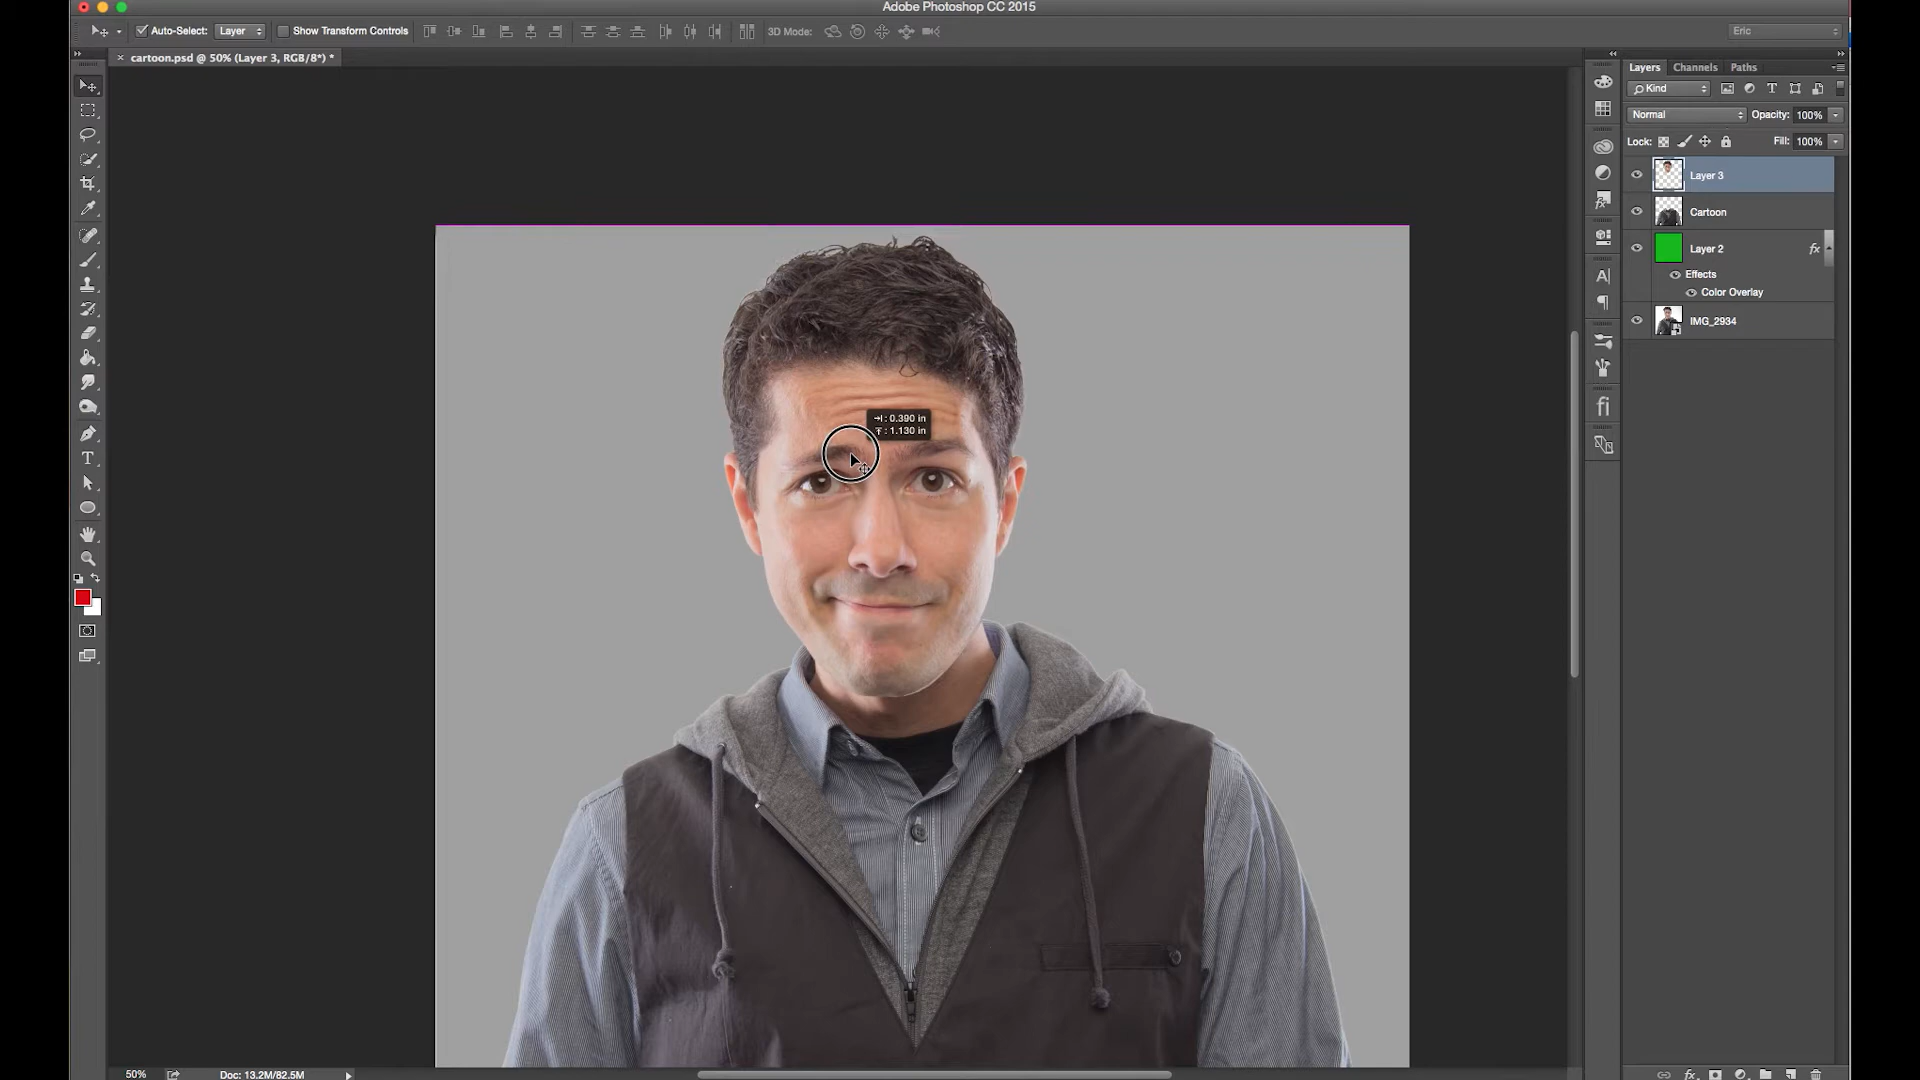 Adobe Photoshop CC 2015
Auto-Select: Layer Show Transform Controls 3D Mode: Eric
cartoon.psd @ 50% (Layer 3, RGB/8*) *
Layers Channels Paths
Kind
Normal Opacity: 100%
Lock: Fill: 100%
Layer 3
Cartoon
Layer 2 fx
Effects
Color Overlay
IMG_2934
0.390 in
1.130 in
50% Doc: 13.2M/82.5M